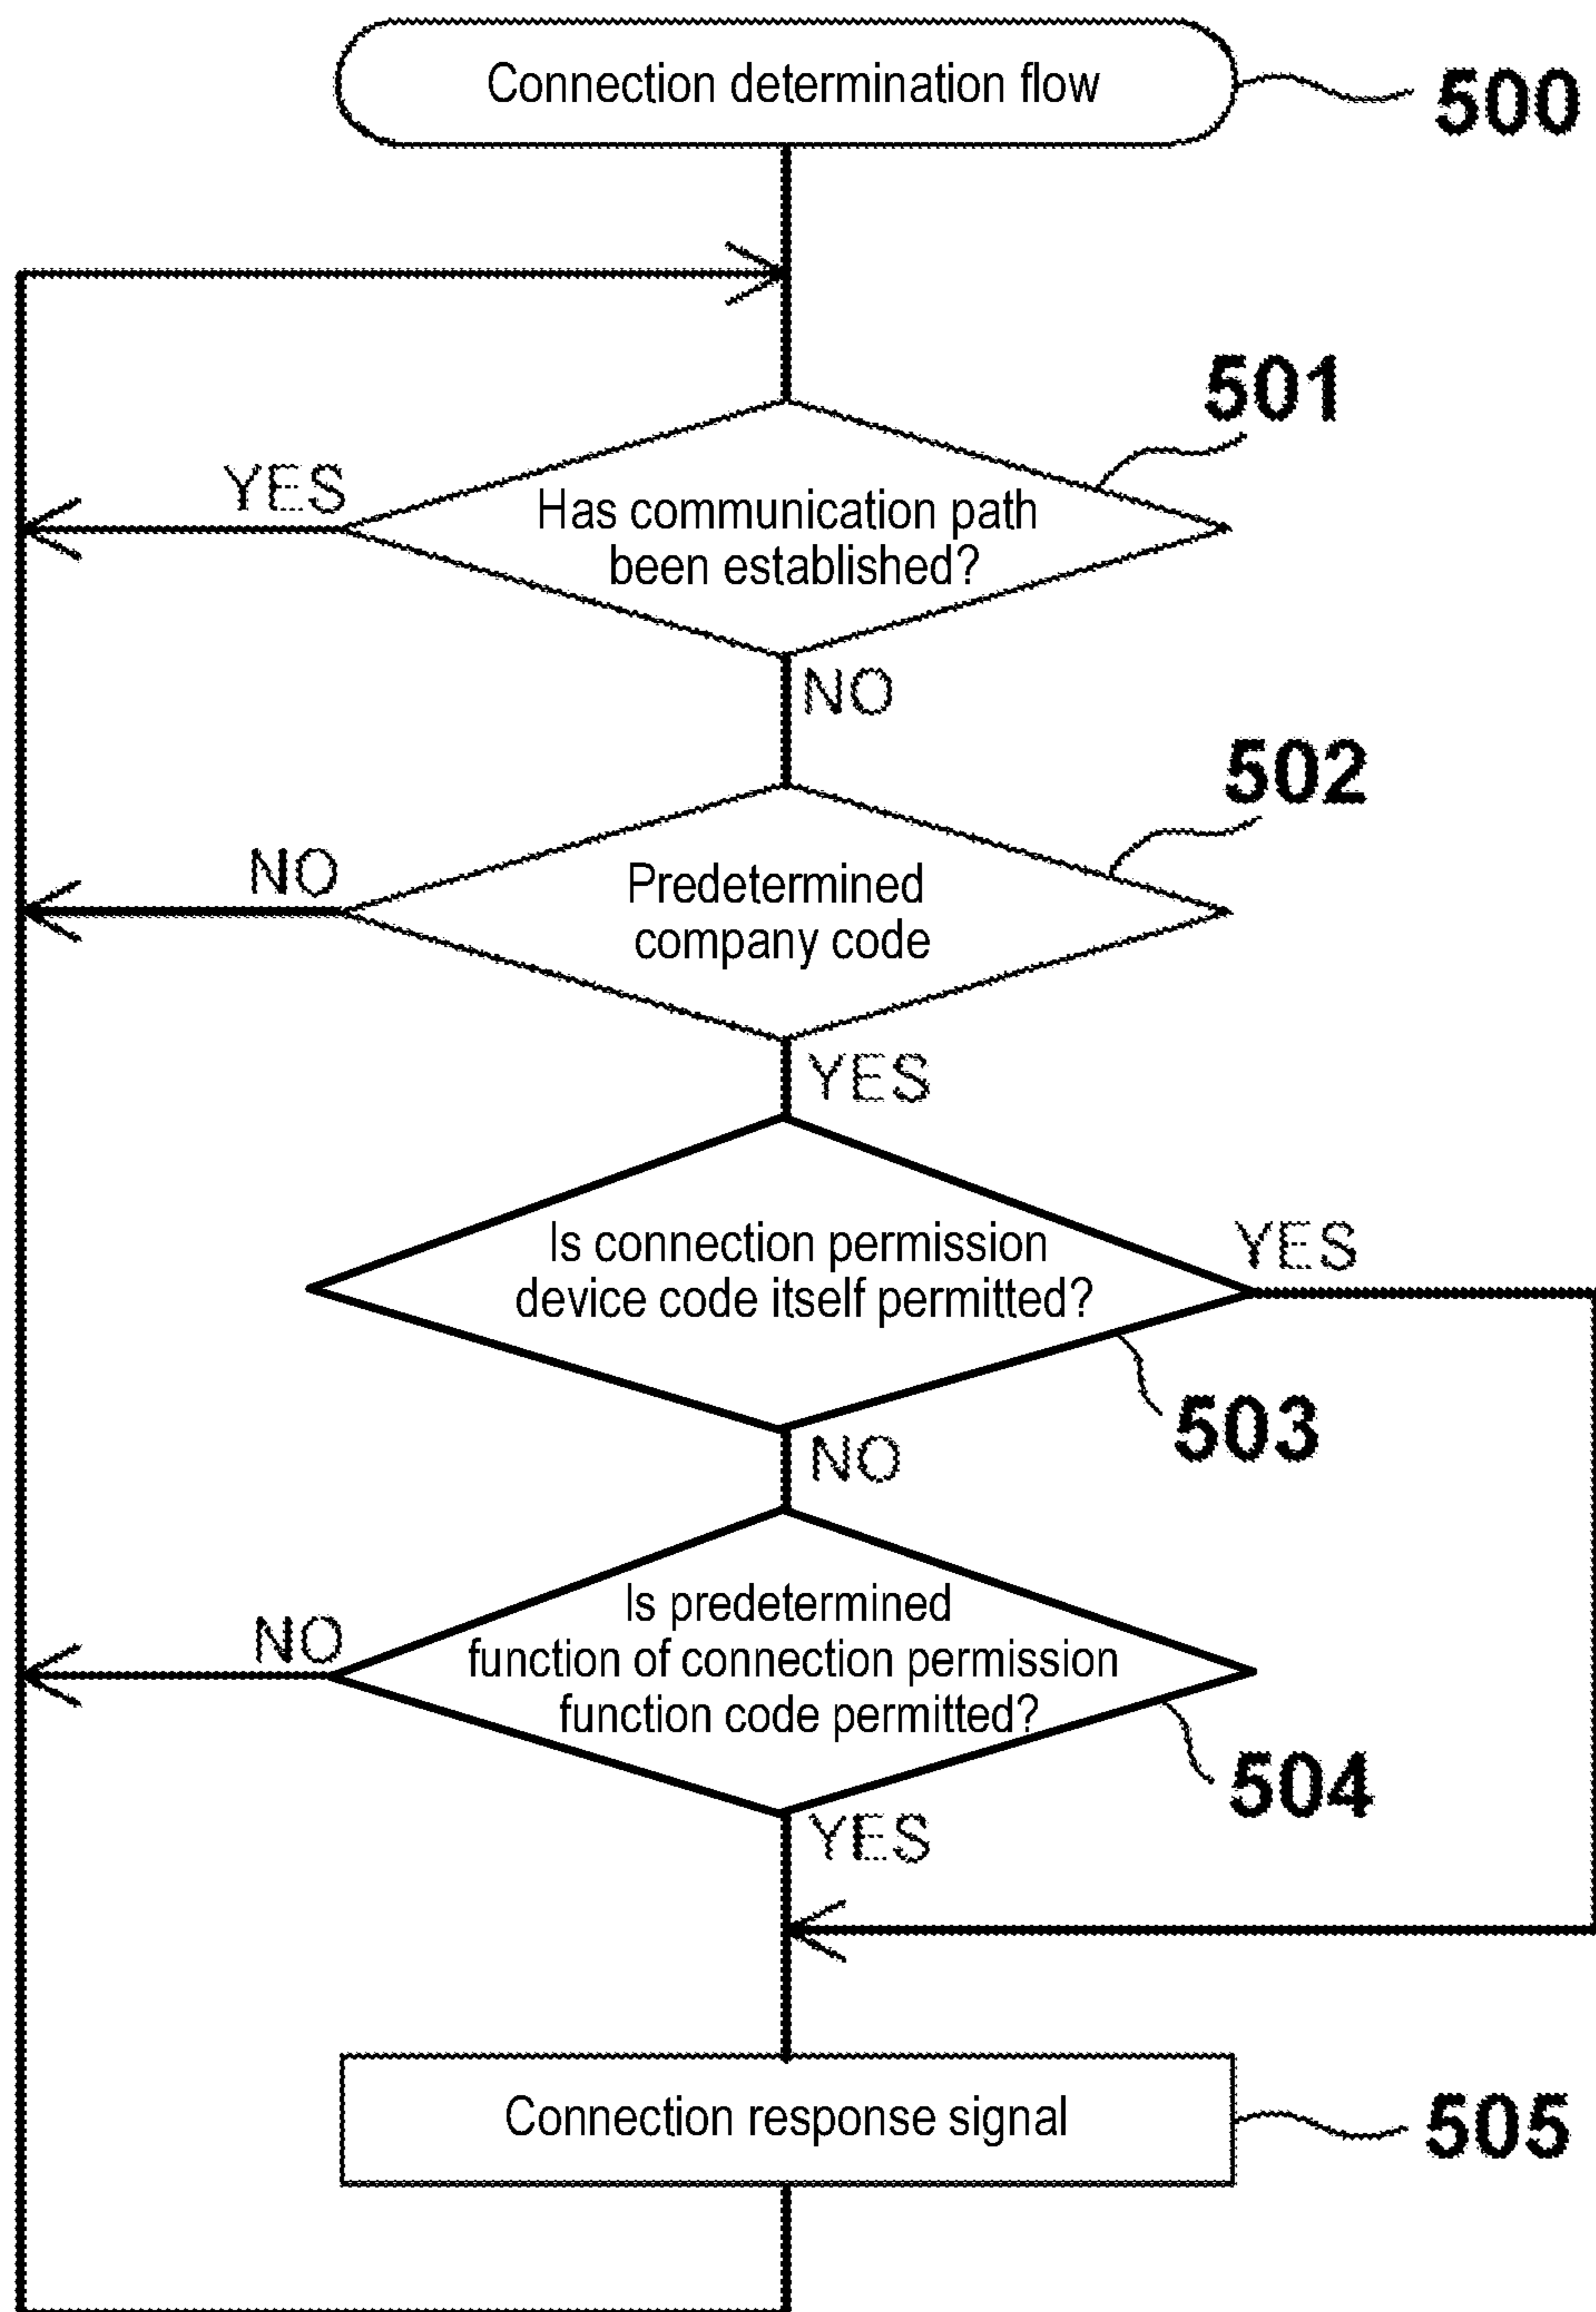 Connection determination flow
500
501
YES
Has communication path
been established?
NO
502
NO
Predetermined
company code
YES
Is connection permission
device code itself permitted?
YES
503
NO
Is predetermined
function of connection permission
function code permitted?
NO
504
YES
Connection response signal
505